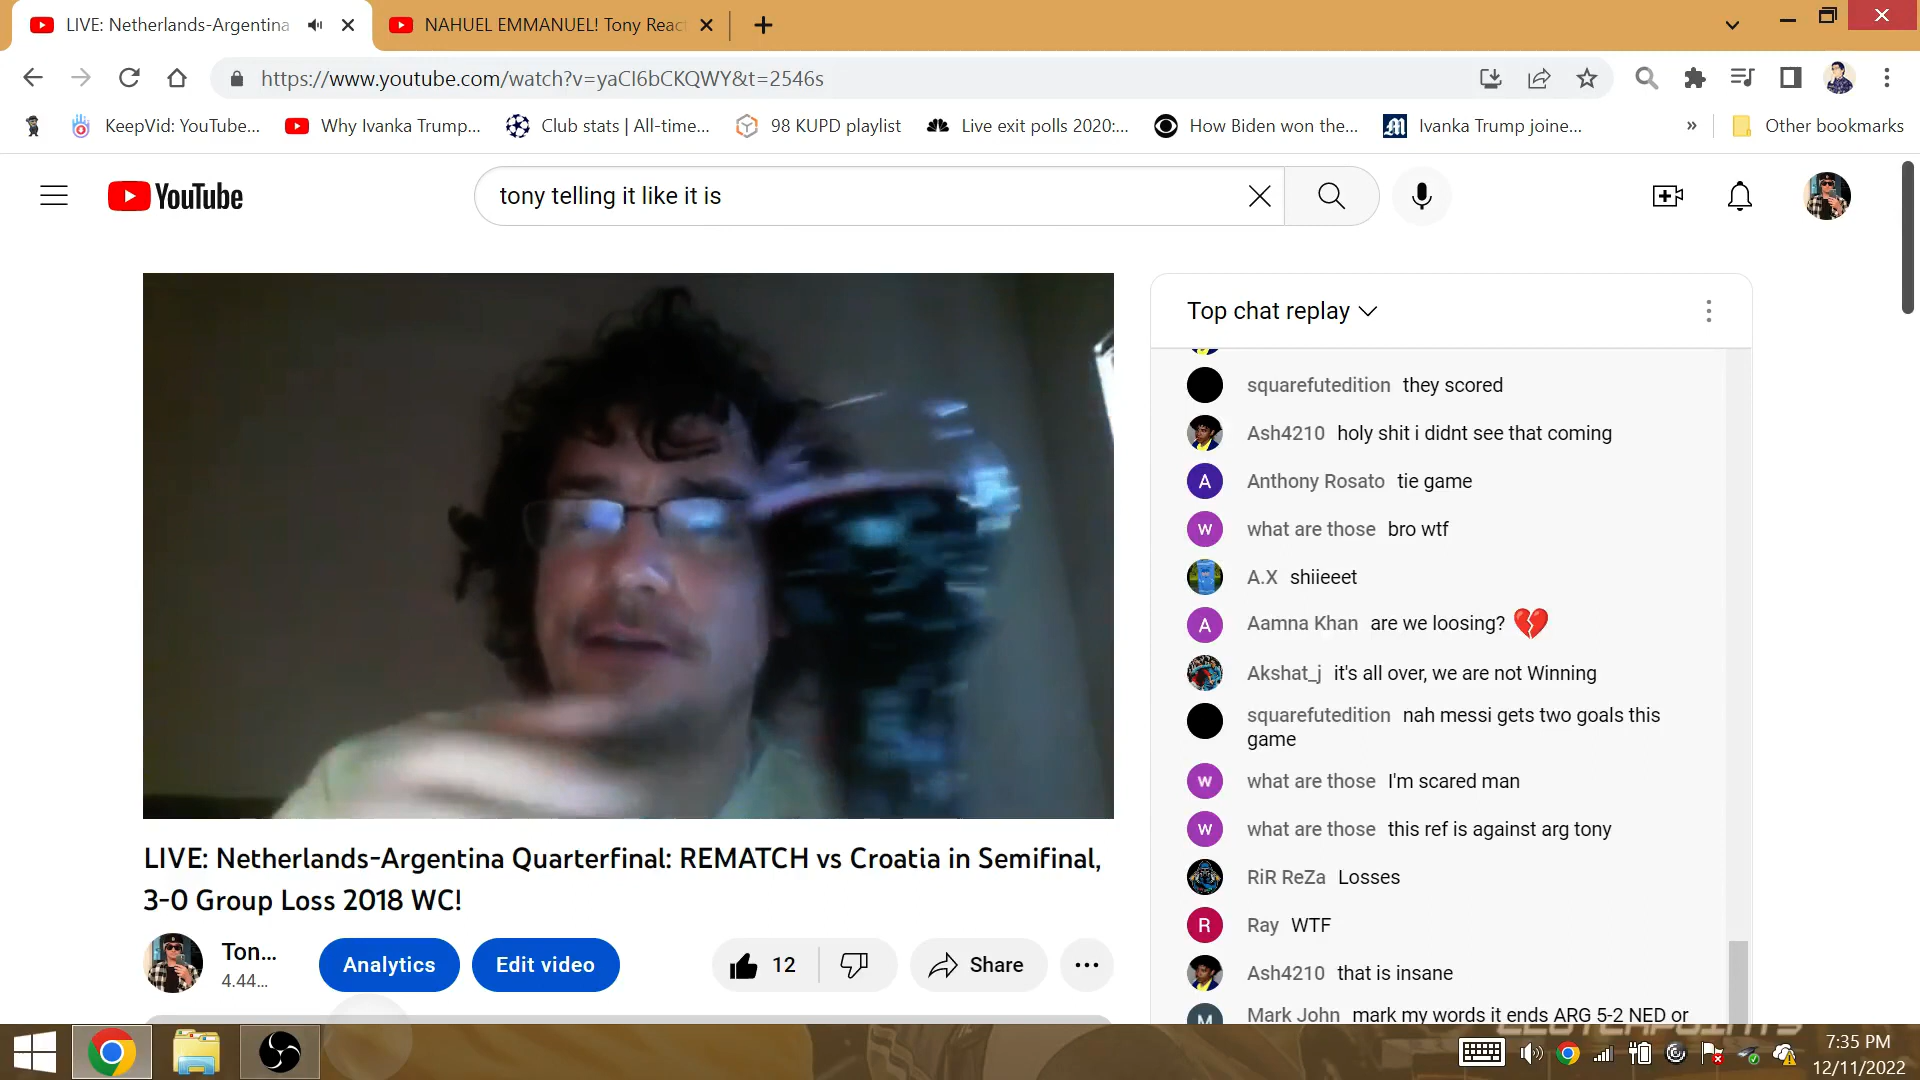 LIVE: Netherlands-Argentina
NAHUEL EMMANUEL! Tony Reac
https://www.youtube.com/watch?v=yaCI6bCKQWY&t=2546s
KeepVid: YouTube...
Why Ivanka Trump...
Club stats | All-time...
98 KUPD playlist
Live exit polls 2020:...
How Biden won the...
Ivanka Trump joine...
»
Other bookmarks
YouTube
tony telling it like it is
Top chat replay
squarefutedition they scored
Ash4210 holy shit i didnt see that coming
A
Anthony Rosato tie game
W
what are those bro wtf
A.X shiieeet
A
Aamna Khan are we loosing? 💔
Akshat_j it's all over, we are not Winning
squarefutedition nah messi gets two goals this
game
W
what are those I'm scared man
W
what are those this ref is against arg tony
RiR ReZa Losses
R
Ray WTF
Ash4210 that is insane
M
Mark John mark my words it ends ARG 5-2 NED or
LIVE: Netherlands-Argentina Quarterfinal: REMATCH vs Croatia in Semifinal,
3-0 Group Loss 2018 WC!
Ton...
4.44...
Analytics
Edit video
12
Share
7:35 PM
12/11/2022